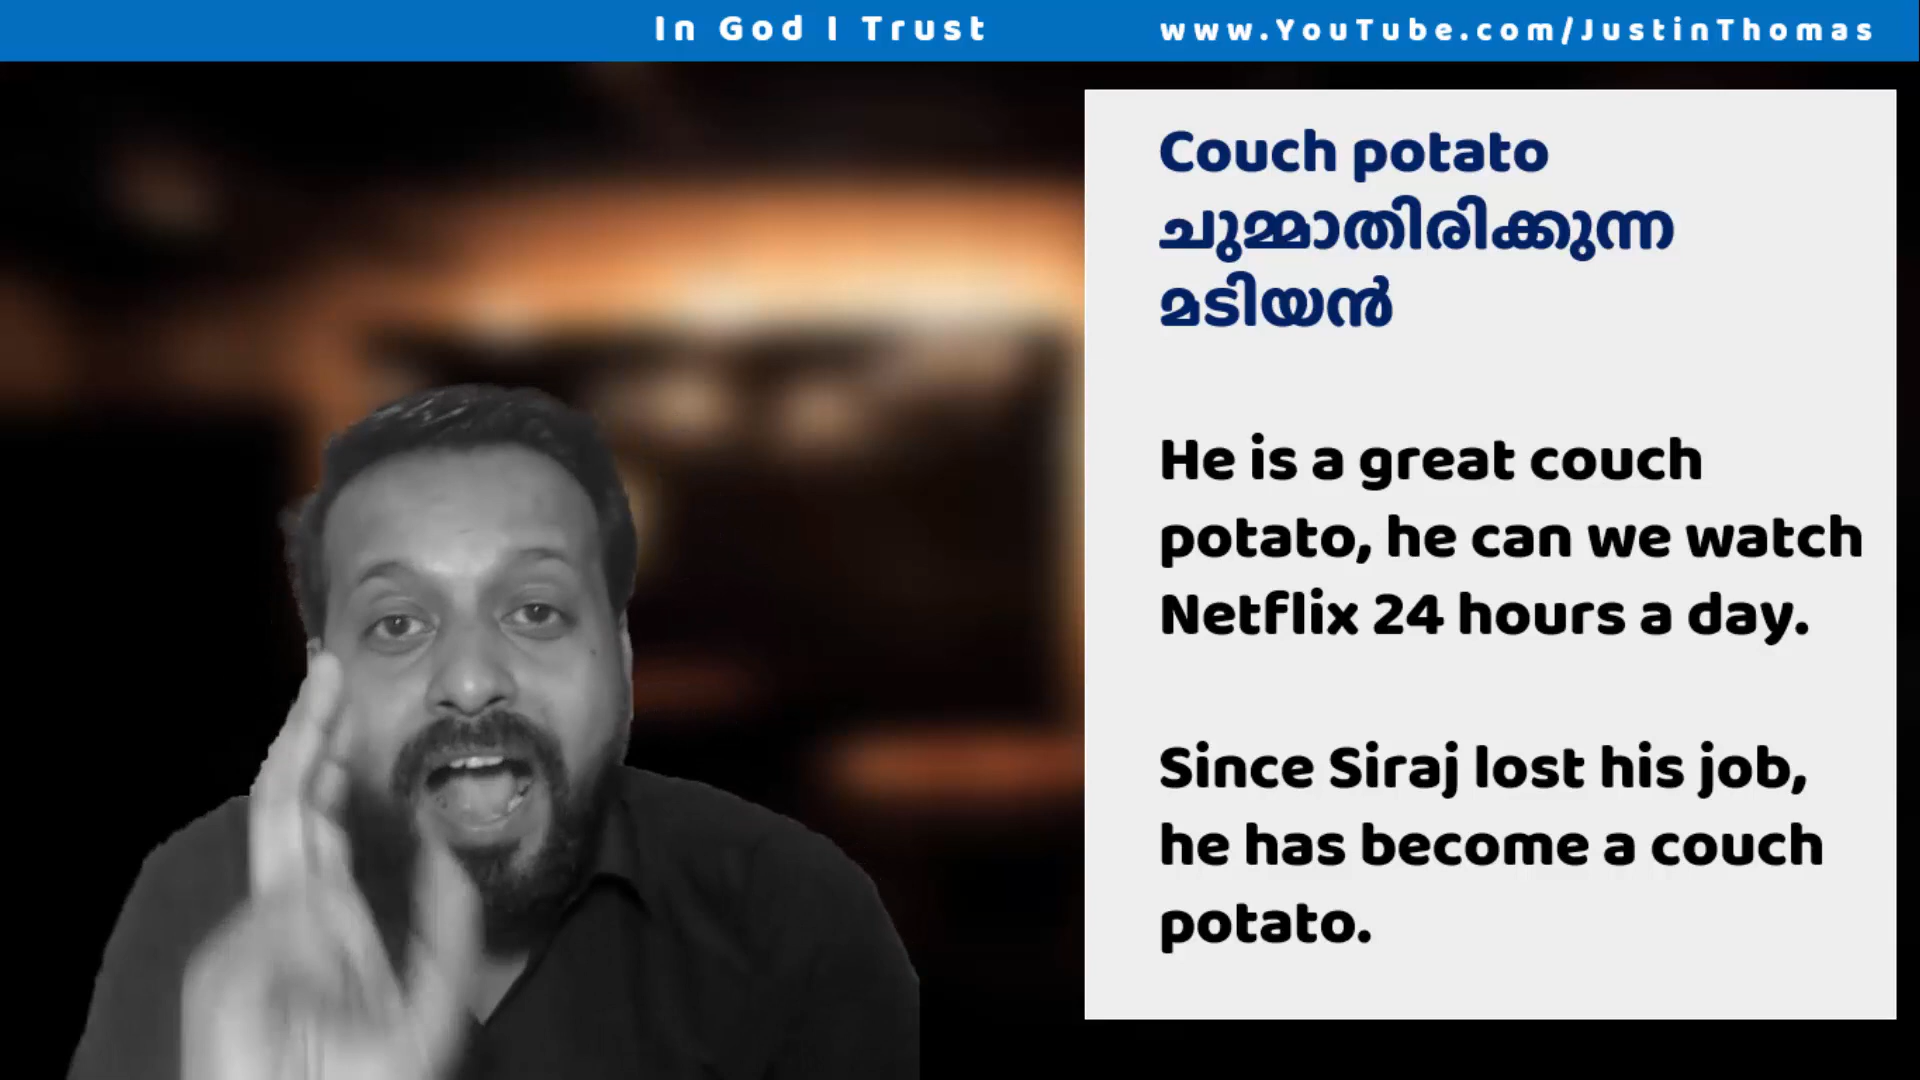 In God I Trust
www.YouTube.com/JustinThomas
Couch potato
ചുമ്മാതിരിക്കുന്ന
മടിയൻ
He is a great couch
potato, he can we watch
Netflix 24 hours a day.
Since Siraj lost his job,
he has become a couch
potato.